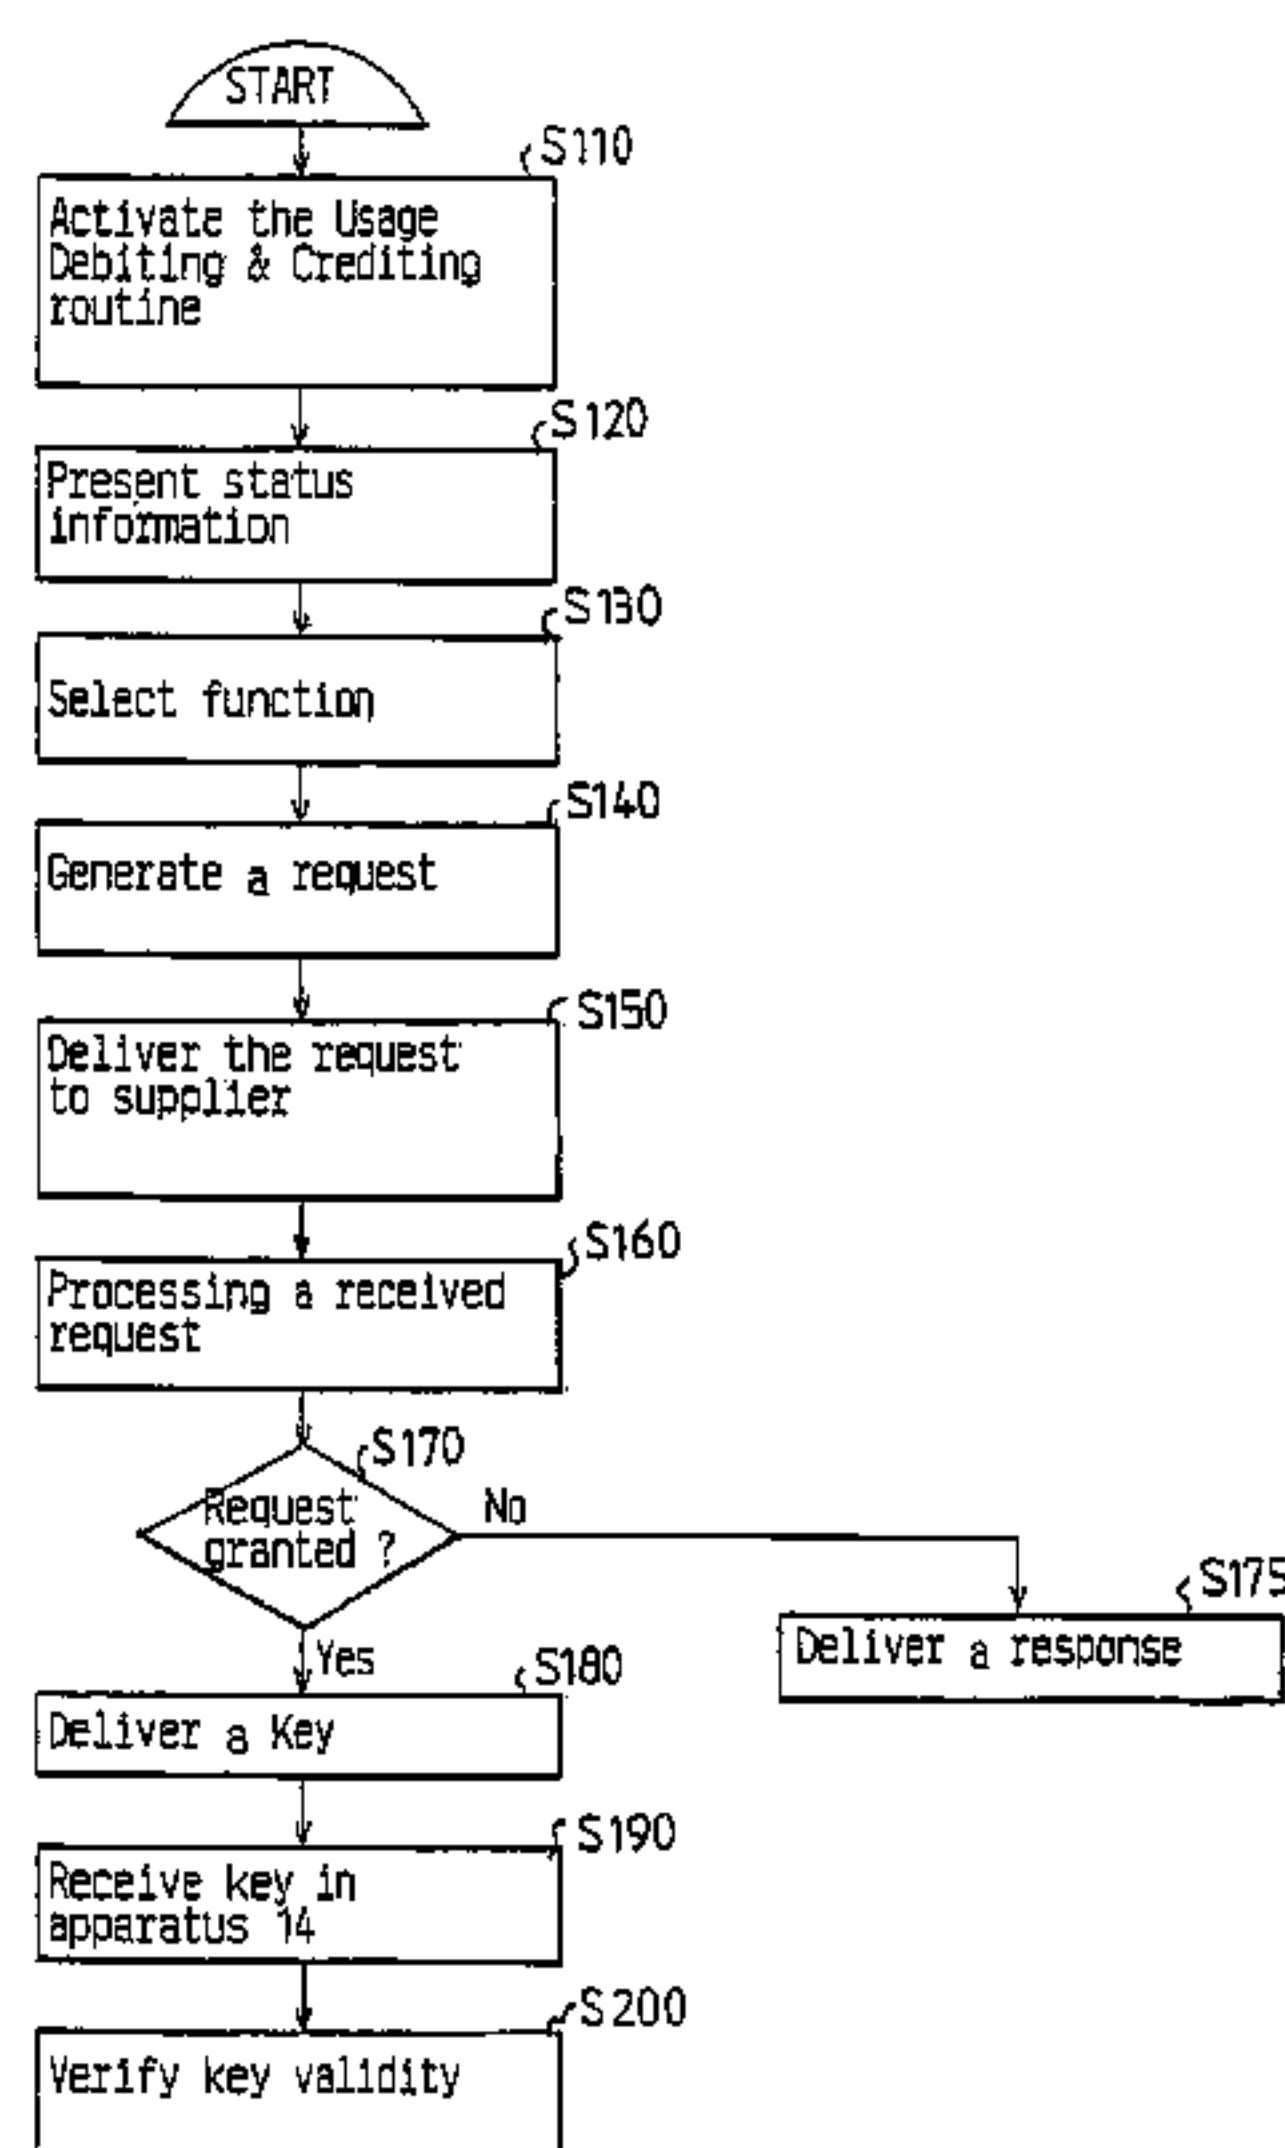 START
S110
Activate the Usage
Debiting & Crediting
routine
S120
Present status
information
S130
Select function
S140
Generate a request
S150
Deliver the request
to supplier
S160
Processing a received
request
S170
Request
granted ?
No
S175
Deliver a response
Yes
S180
Deliver a Key
S190
Receive key in
apparatus 14
S200
Verify key validity